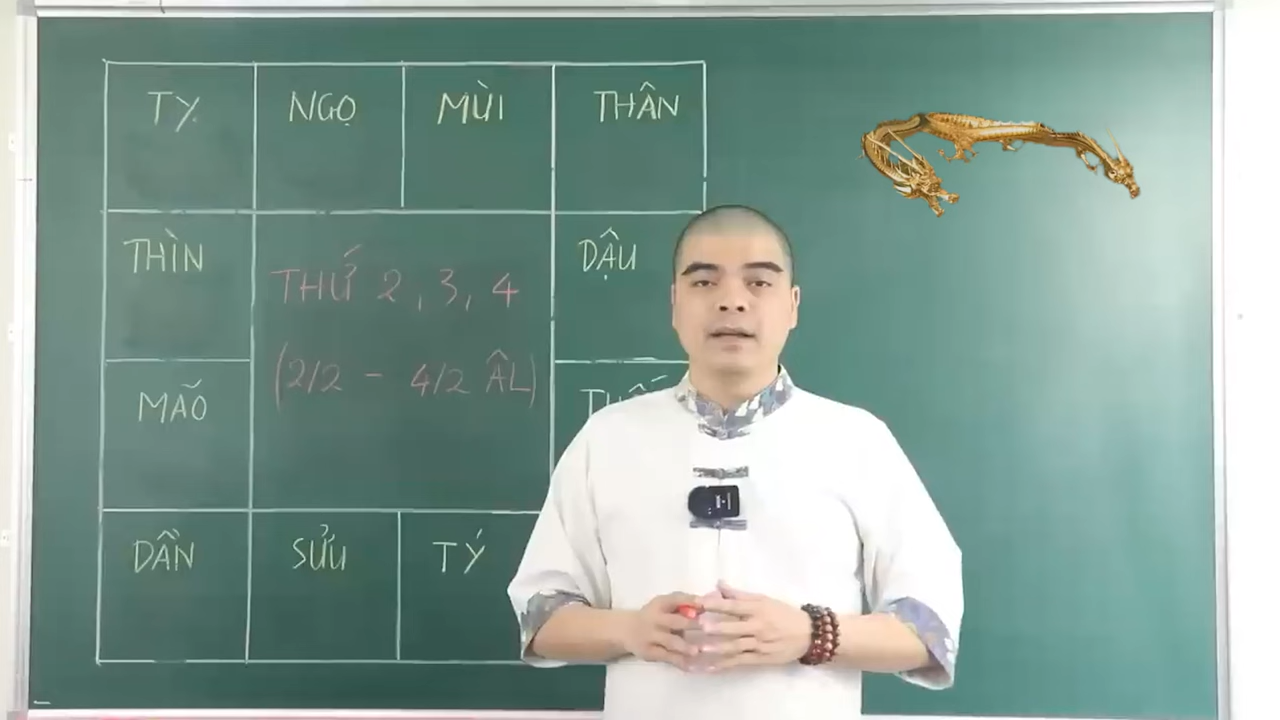 TỴ NGỌ MÙI THÂN
THÌN DẬU
THỨ 2, 3, 4
(2/2 - 4/2 ÂL)
MÃO
DẦN SỬU TÝ